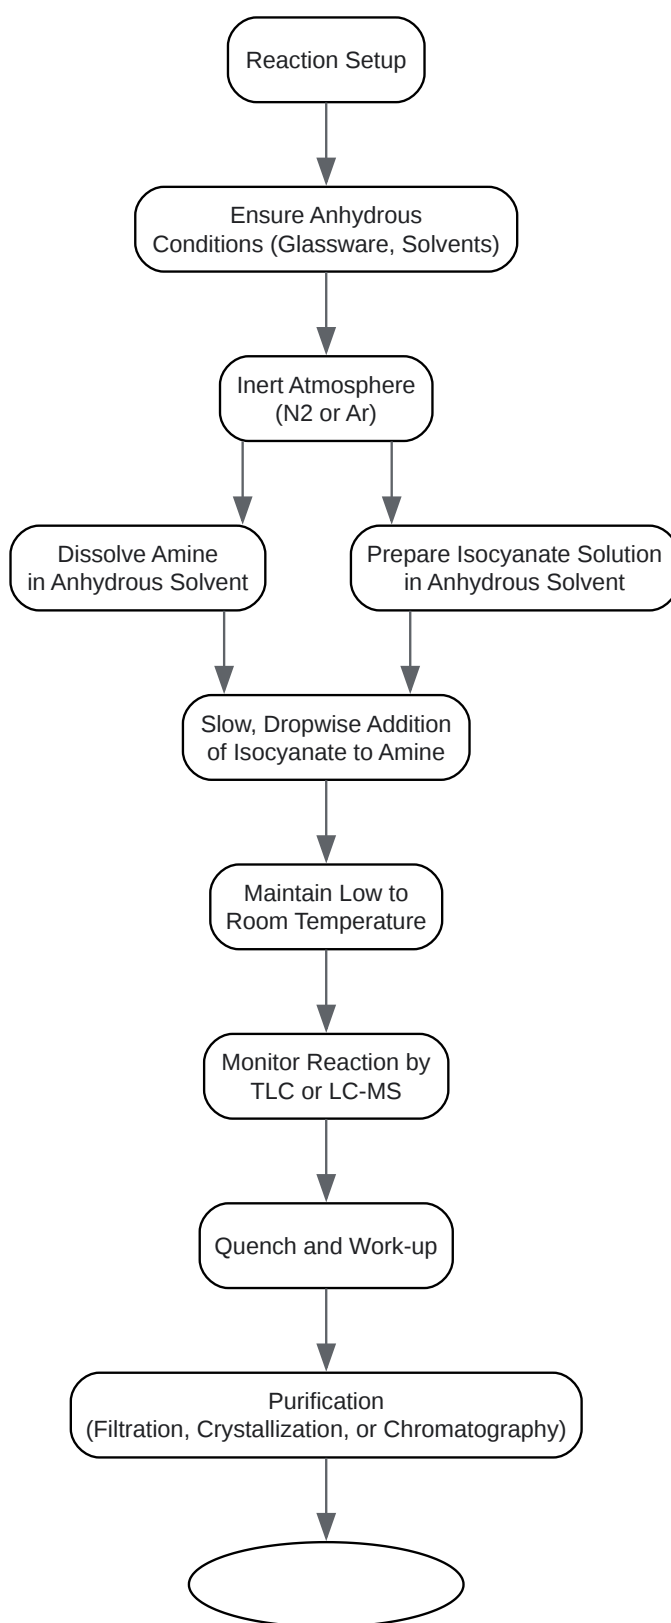 Reaction Setup
Ensure Anhydrous
Conditions (Glassware, Solvents)
Inert Atmosphere
(N2 or Ar)
Dissolve Amine
in Anhydrous Solvent
Prepare Isocyanate Solution
in Anhydrous Solvent
Slow, Dropwise Addition
of Isocyanate to Amine
Maintain Low to
Room Temperature
Monitor Reaction by
TLC or LC-MS
Quench and Work-up
Purification
(Filtration, Crystallization, or Chromatography)